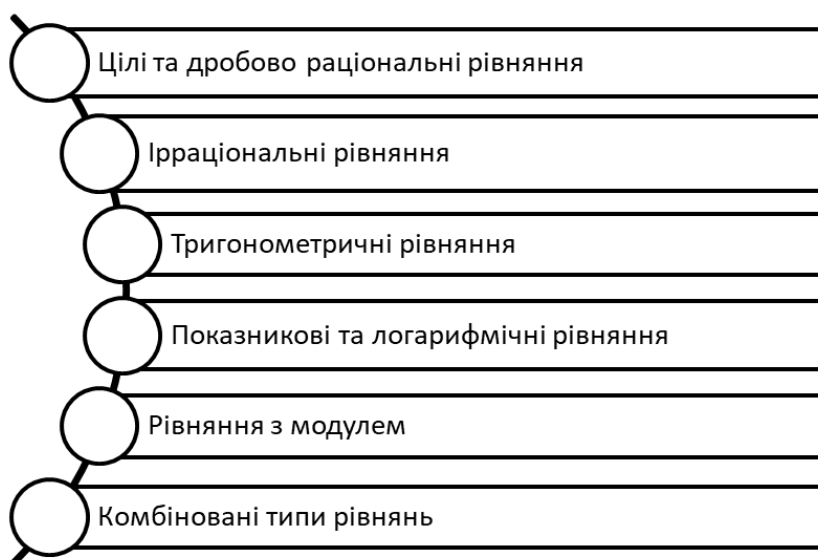 Цілі та дробово раціональні рівняння
Ірраціональні рівняння
Тригонометричні рівняння
Показникові та логарифмічні рівняння
Рівняння з модулем
Комбіновані типи рівнянь